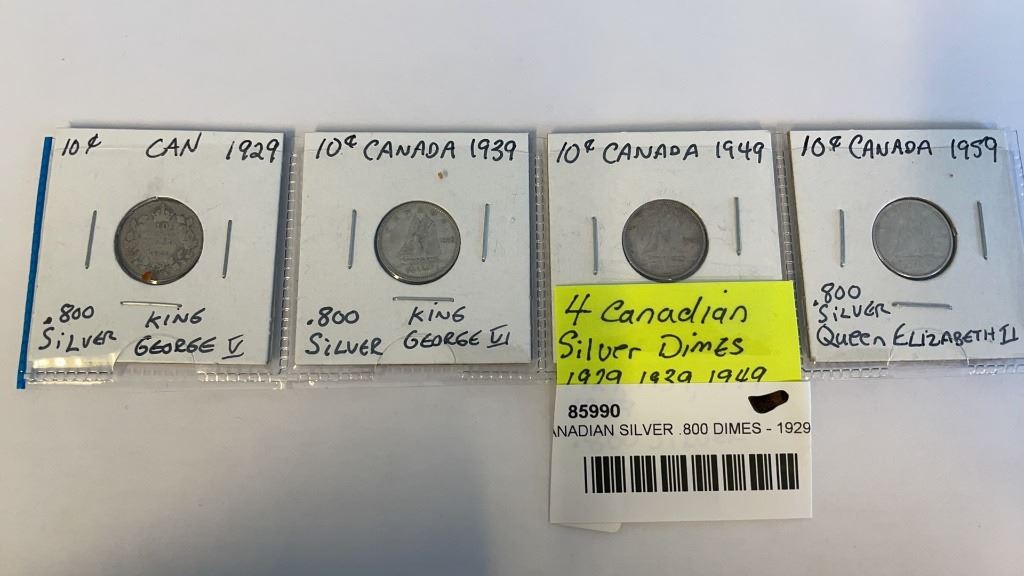 10¢ CAN 1929
.800
SILVER
KING
GEORGE V
10¢ CANADA 1939
.800
SILVER
KING
GEORGE VI
10¢ CANADA 1949
10¢ CANADA 1959
.800
SILVER
Queen ELIZABETH II
4 Canadian
Silver DIMES
1929 1939 1949
85990
ANADIAN SILVER .800 DIMES - 1929